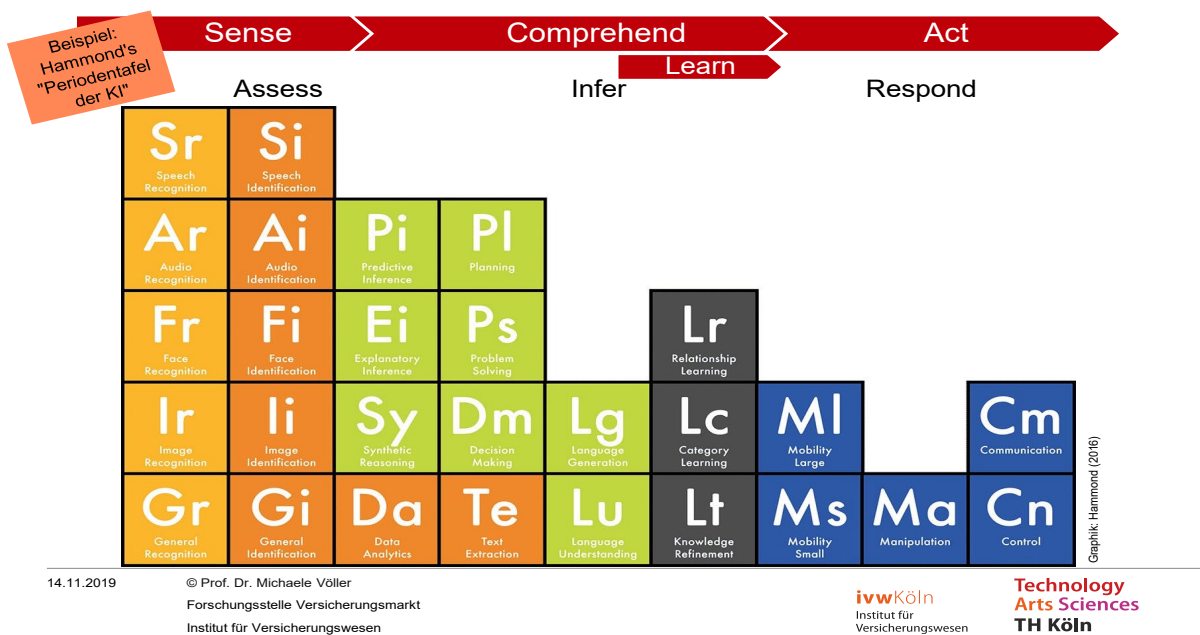 Sense
Comprehend
Act
Learn
Beispiel:
Hammond's
"Periodentafel
der KI"
Assess
Infer
Respond
Sr
Speech
Recognition
Si
Speech
Identification
Ar
Audio
Recognition
Ai
Audio
Identification
Pi
Predictive
Inference
Pl
Planning
Fr
Face
Recognition
Fi
Face
Identification
Ei
Explanatory
Inference
Ps
Problem
Solving
Lr
Relationship
Learning
Ir
Image
Recognition
Ii
Image
Identification
Sy
Synthetic
Reasoning
Dm
Decision
Making
Lg
Language
Generation
Lc
Category
Learning
Ml
Mobility
Large
Cm
Communication
Gr
General
Recognition
Gi
General
Identification
Da
Data
Analytics
Te
Text
Extraction
Lu
Language
Understanding
Lt
Knowledge
Refinement
Ms
Mobility
Small
Ma
Manipulation
Cn
Control
Graphik: Hammond (2016)
14.11.2019
© Prof. Dr. Michaele Völler
Forschungsstelle Versicherungsmarkt
Institut für Versicherungswesen
ivwKöln
Institut für
Versicherungswesen
Technology
Arts Sciences
TH Köln